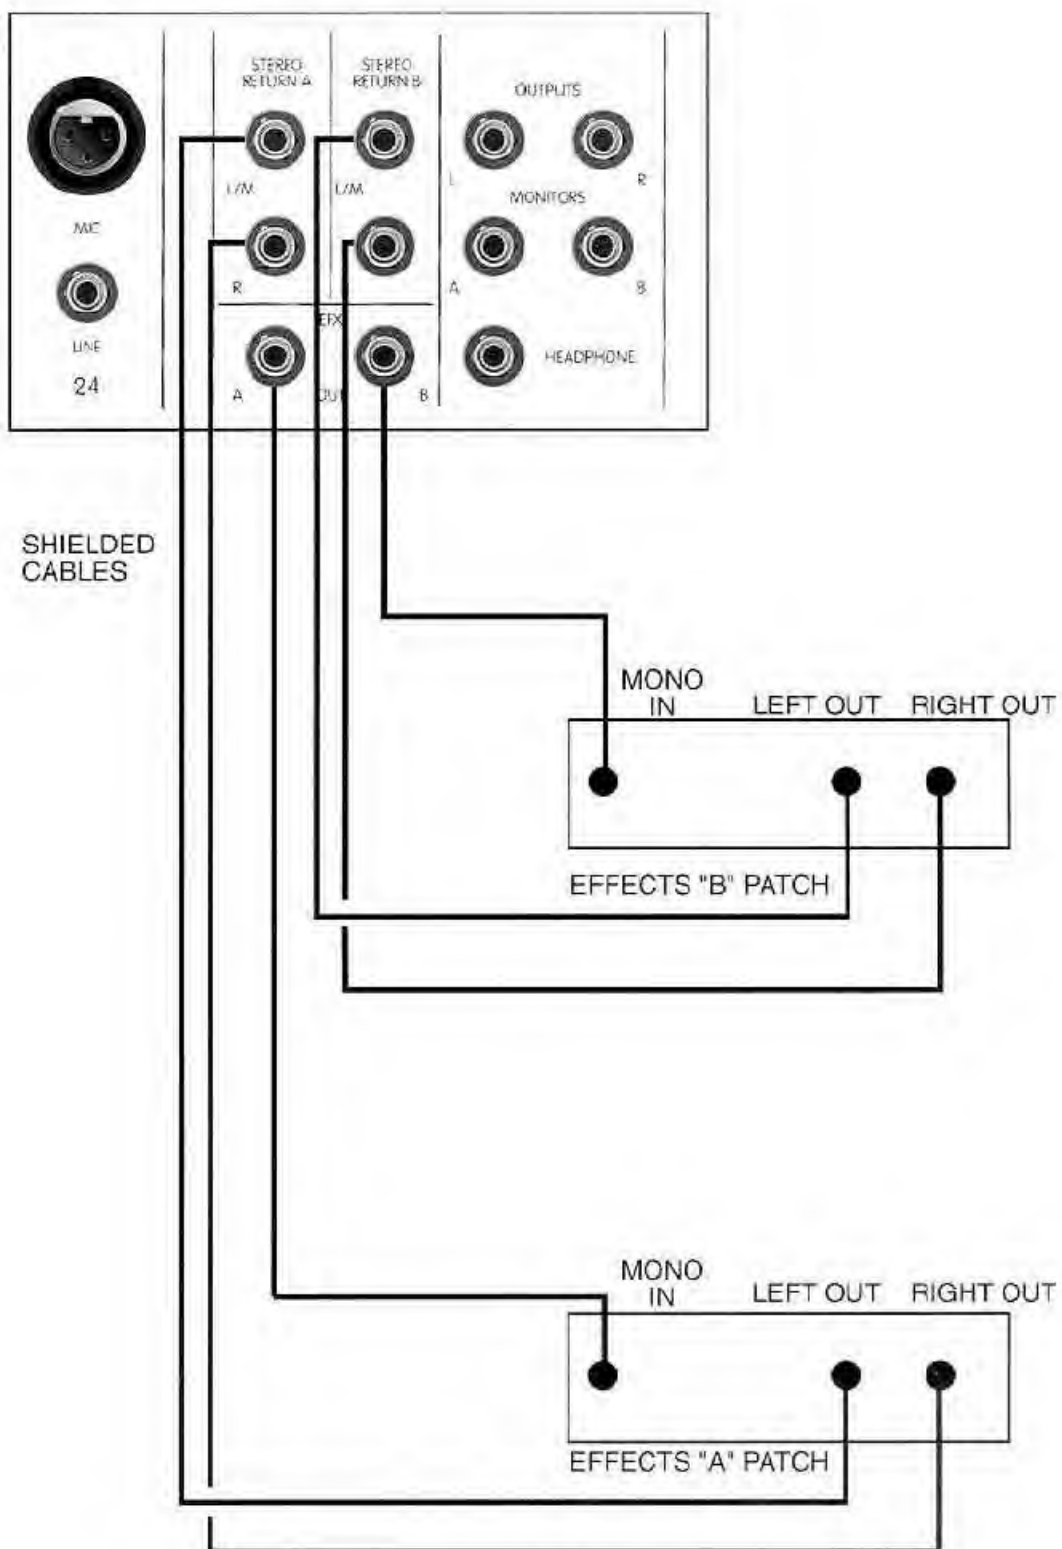 STEREO
RETURN A
STEREO
RETURN B
OUTPUTS
L/M
L/M
L
R
MONITORS
MIC
R
A
B
EFX
LINE
HEADPHONE
24
A
OUT
B
SHIELDED
CABLES
MONO
IN
LEFT OUT
RIGHT OUT
EFFECTS "B" PATCH
MONO
IN
LEFT OUT
RIGHT OUT
EFFECTS "A" PATCH